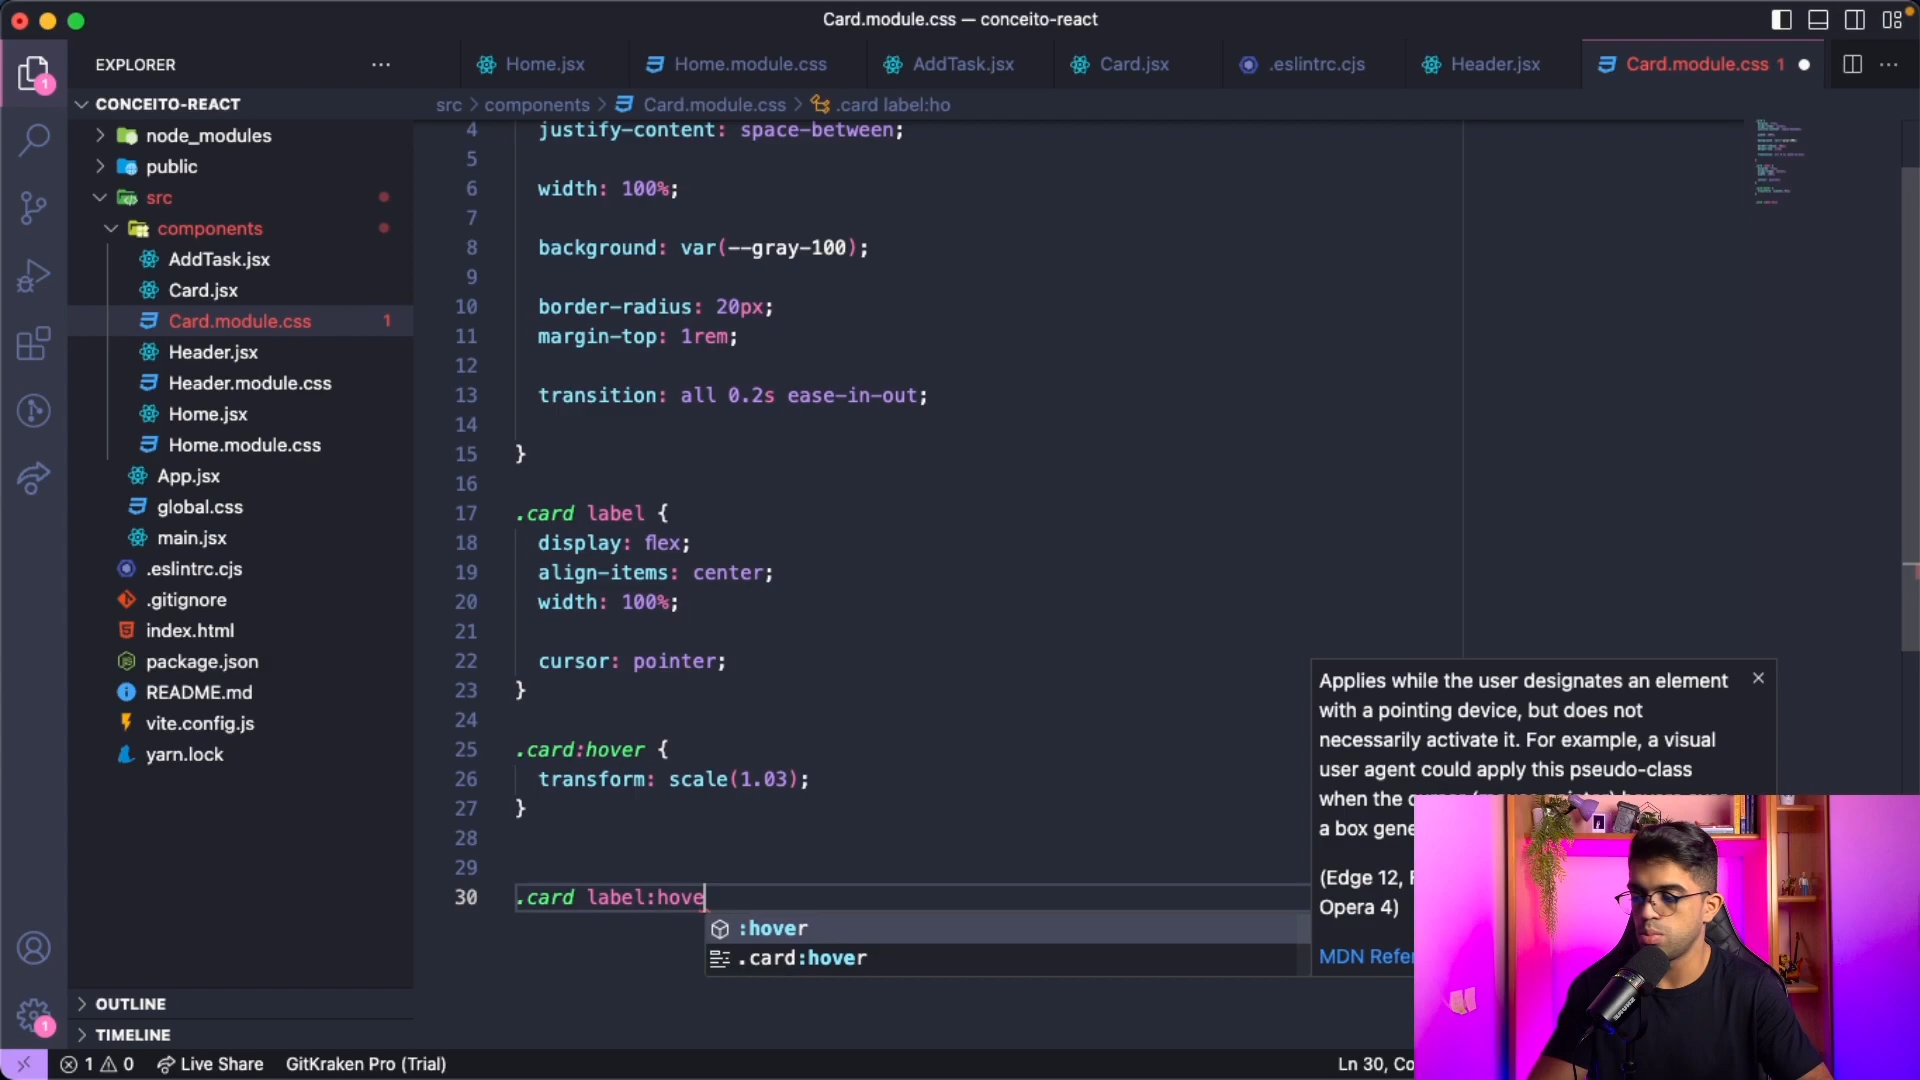 Card.module.css — conceito-react
EXPLORER
Home.jsx
Home.module.css
AddTask.jsx
Card.jsx
.eslintrc.cjs
Header.jsx
Card.module.css 1
1
CONCEITO-REACT
src
components
Card.module.css
.card label:ho
node_modules
public
src
components
AddTask.jsx
Card.jsx
Card.module.css 1
Header.jsx
Header.module.css
Home.jsx
Home.module.css
App.jsx
global.css
main.jsx
.eslintrc.cjs
.gitignore
index.html
package.json
README.md
vite.config.js
yarn.lock
OUTLINE
TIMELINE
1
4 justify-content: space-between;
5
6 width: 100%;
7
8 background: var(--gray-100);
9
10 border-radius: 20px;
11 margin-top: 1rem;
12
13 transition: all 0.2s ease-in-out;
14
15 }
16
17 .card label {
18 display: flex;
19 align-items: center;
20 width: 100%;
21
22 cursor: pointer;
23 }
24
25 .card:hover {
26 transform: scale(1.03);
27 }
28
29
30 .card label:hove
:hover
.card:hover
Applies while the user designates an element
with a pointing device, but does not
necessarily activate it. For example, a visual
user agent could apply this pseudo-class
when the
a box gene
(Edge 12,
Opera 4)
MDN Refer
1 0 Live Share GitKraken Pro (Trial)
Ln 30, Co